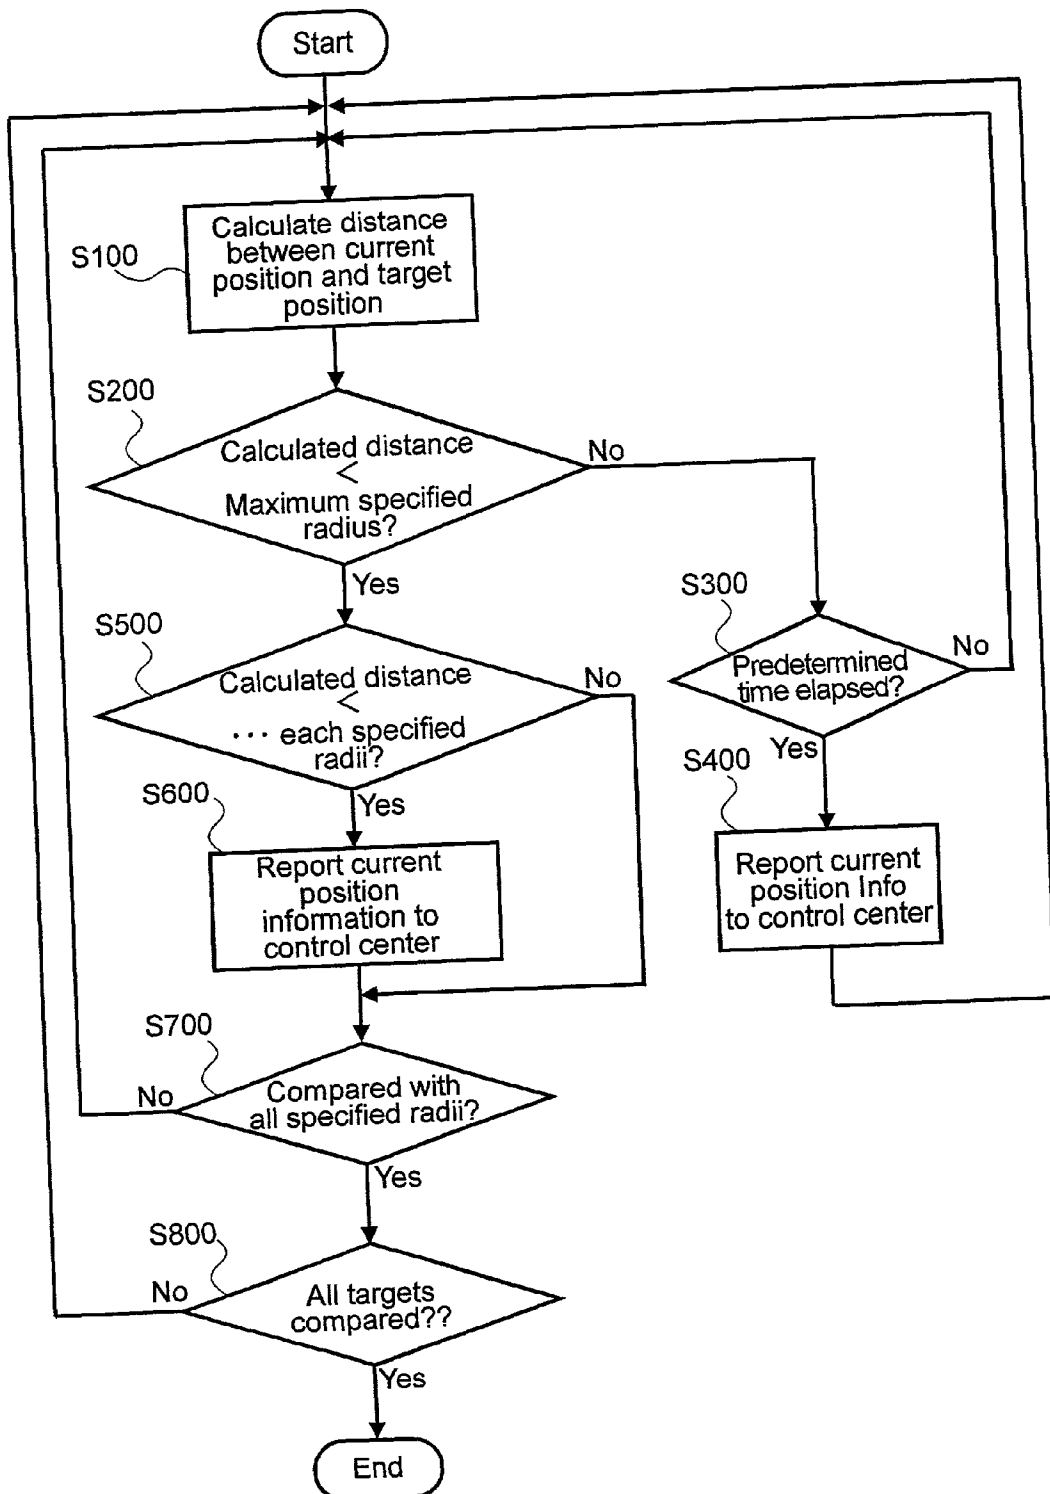 Start
S100
Calculate distance
between current
position and target
position
S200
Calculated distance
<
Maximum specified
radius?
No
Yes
S300
Predetermined
time elapsed?
No
Yes
S500
Calculated distance
<
... each specified
radii?
No
Yes
S400
Report current
position Info
to control center
S600
Report current
position
information to
control center
S700
Compared with
all specified radii?
No
Yes
S800
All targets
compared??
No
Yes
End